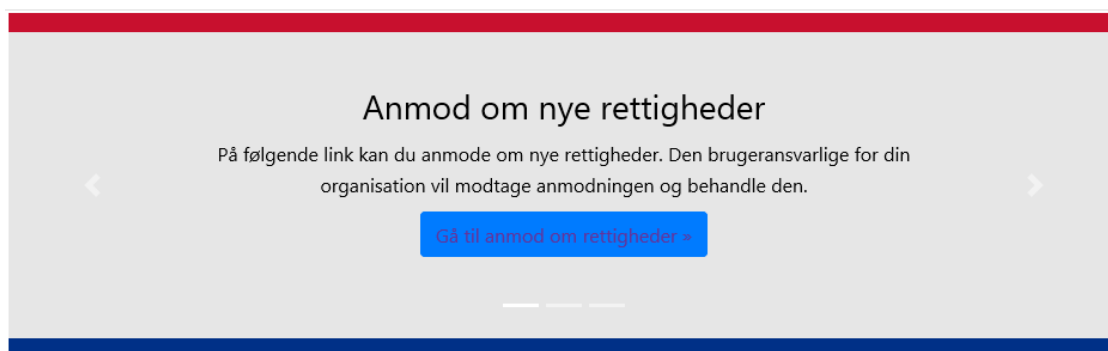 Anmod om nye rettigheder
På følgende link kan du anmode om nye rettigheder. Den brugeransvarlige for din
organisation vil modtage anmodningen og behandle den.
Gå til anmod om rettigheder »